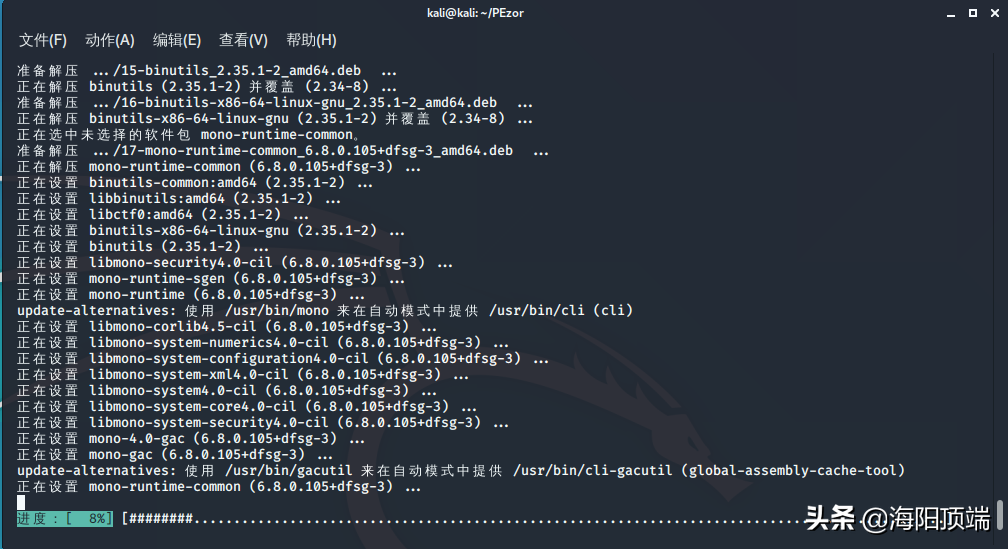 kali@kali: ~/PEzor
文件(F) 动作(A) 编辑(E) 查看(V) 帮助(H)
准备解压 .../15-binutils_2.35.1-2_amd64.deb ...
正在解压 binutils (2.35.1-2) 并覆盖 (2.34-8) ...
准备解压 .../16-binutils-x86-64-linux-gnu_2.35.1-2_amd64.deb ...
正在解压 binutils-x86-64-linux-gnu (2.35.1-2) 并覆盖 (2.34-8) ...
正在选中未选择的软件包 mono-runtime-common。
准备解压 .../17-mono-runtime-common_6.8.0.105+dfsg-3_amd64.deb ...
正在解压 mono-runtime-common (6.8.0.105+dfsg-3) ...
正在设置 binutils-common:amd64 (2.35.1-2) ...
正在设置 libbinutils:amd64 (2.35.1-2) ...
正在设置 libctf0:amd64 (2.35.1-2) ...
正在设置 binutils-x86-64-linux-gnu (2.35.1-2) ...
正在设置 binutils (2.35.1-2) ...
正在设置 libmono-security4.0-cil (6.8.0.105+dfsg-3) ...
正在设置 mono-runtime-sgen (6.8.0.105+dfsg-3) ...
正在设置 mono-runtime (6.8.0.105+dfsg-3) ...
update-alternatives: 使用 /usr/bin/mono 来在自动模式中提供 /usr/bin/cli (cli)
正在设置 libmono-corlib4.5-cil (6.8.0.105+dfsg-3) ...
正在设置 libmono-system-numerics4.0-cil (6.8.0.105+dfsg-3) ...
正在设置 libmono-system-configuration4.0-cil (6.8.0.105+dfsg-3) ...
正在设置 libmono-system-xml4.0-cil (6.8.0.105+dfsg-3) ...
正在设置 libmono-system4.0-cil (6.8.0.105+dfsg-3) ...
正在设置 libmono-system-core4.0-cil (6.8.0.105+dfsg-3) ...
正在设置 libmono-system-security4.0-cil (6.8.0.105+dfsg-3) ...
正在设置 mono-4.0-gac (6.8.0.105+dfsg-3) ...
正在设置 mono-gac (6.8.0.105+dfsg-3) ...
update-alternatives: 使用 /usr/bin/gacutil 来在自动模式中提供 /usr/bin/cli-gacutil (global-assembly-cache-tool)
正在设置 mono-runtime-common (6.8.0.105+dfsg-3) ...
进度：[  8%] [########.....................................................................................
头条 @海阳顶端